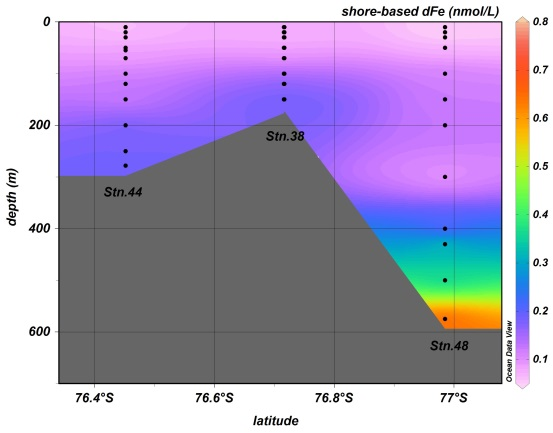 shore-based dFe (nmol/L)
0
200
400
600
depth (m)
Stn.44
Stn.38
Stn.48
Ocean Data View
0.8
0.7
0.6
0.5
0.4
0.3
0.2
0.1
76.4°S
76.6°S
76.8°S
77°S
latitude